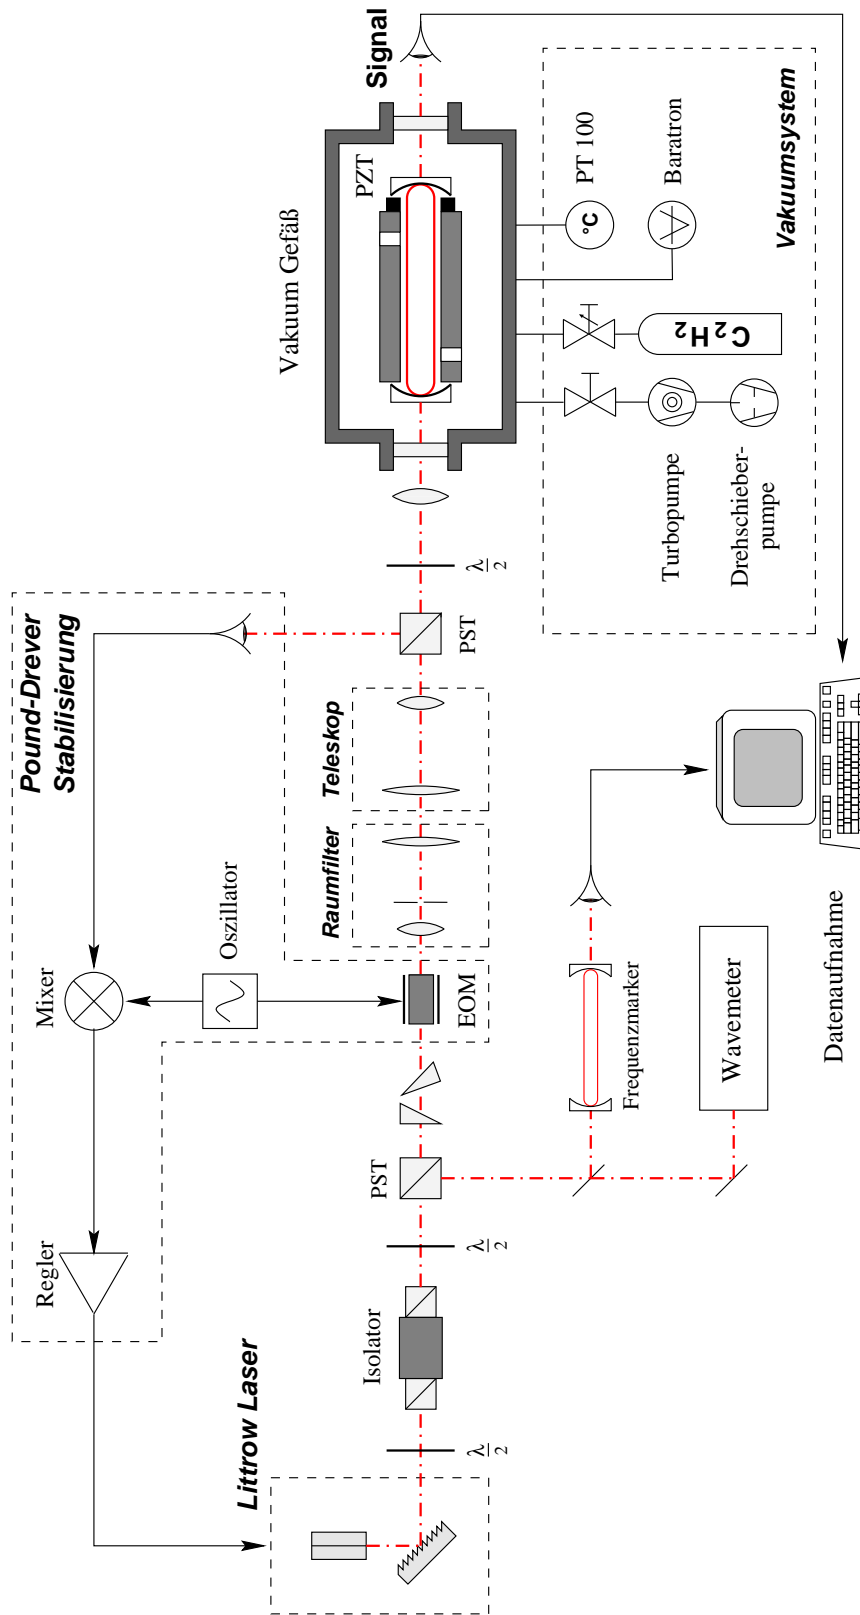 Pound-Drever
Stabilisierung
Mixer
Regler
Oszillator
Littrow Laser
λ
2
Isolator
λ
2
PST
EOM
Raumfilter
Teleskop
PST
λ
2
Vakuum Gefäß
PZT
Signal
Frequenzmarker
Wavemeter
Datenaufnahme
Turbopumpe
Drehschieber-
pumpe
C2H2
°C
PT 100
Baratron
Vakuumsystem